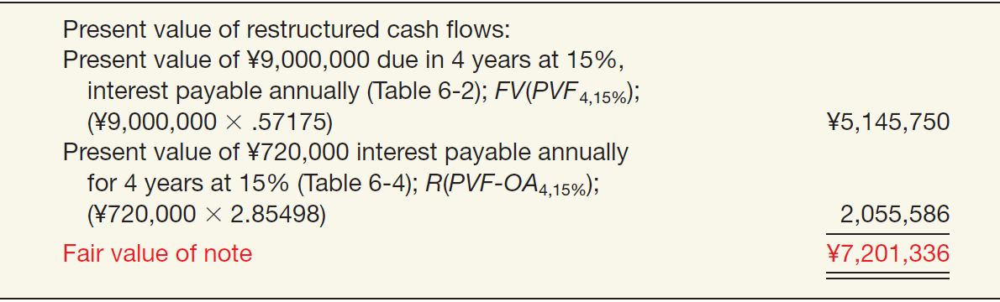 Present value of restructured cash flows:
Present value of ¥9,000,000 due in 4 years at 15%,
interest payable annually (Table 6-2); FV(PVF4,15%);
(¥9,000,000 × .57175) ¥5,145,750
Present value of ¥720,000 interest payable annually
for 4 years at 15% (Table 6-4); R(PVF-OA4,15%);
(¥720,000 × 2.85498) 2,055,586
Fair value of note ¥7,201,336